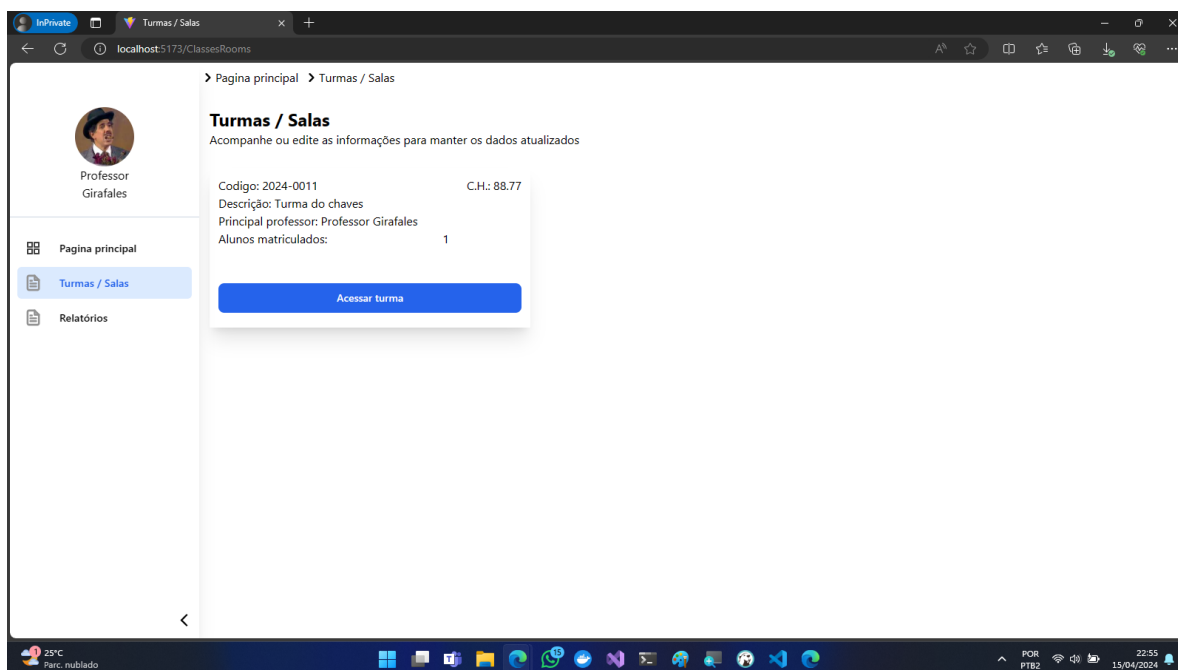 InPrivate
Turmas / Salas
localhost:5173/ClassesRooms
Pagina principal Turmas / Salas
Professor
Girafales
Pagina principal
Turmas / Salas
Relatórios
Turmas / Salas
Acompanhe ou edite as informações para manter os dados atualizados
Codigo: 2024-0011 C.H.: 88.77
Descrição: Turma do chaves
Principal professor: Professor Girafales
Alunos matriculados: 1
Acessar turma
1
25°C
Parc. nublado
15
POR
PTB2
22:55
15/04/2024